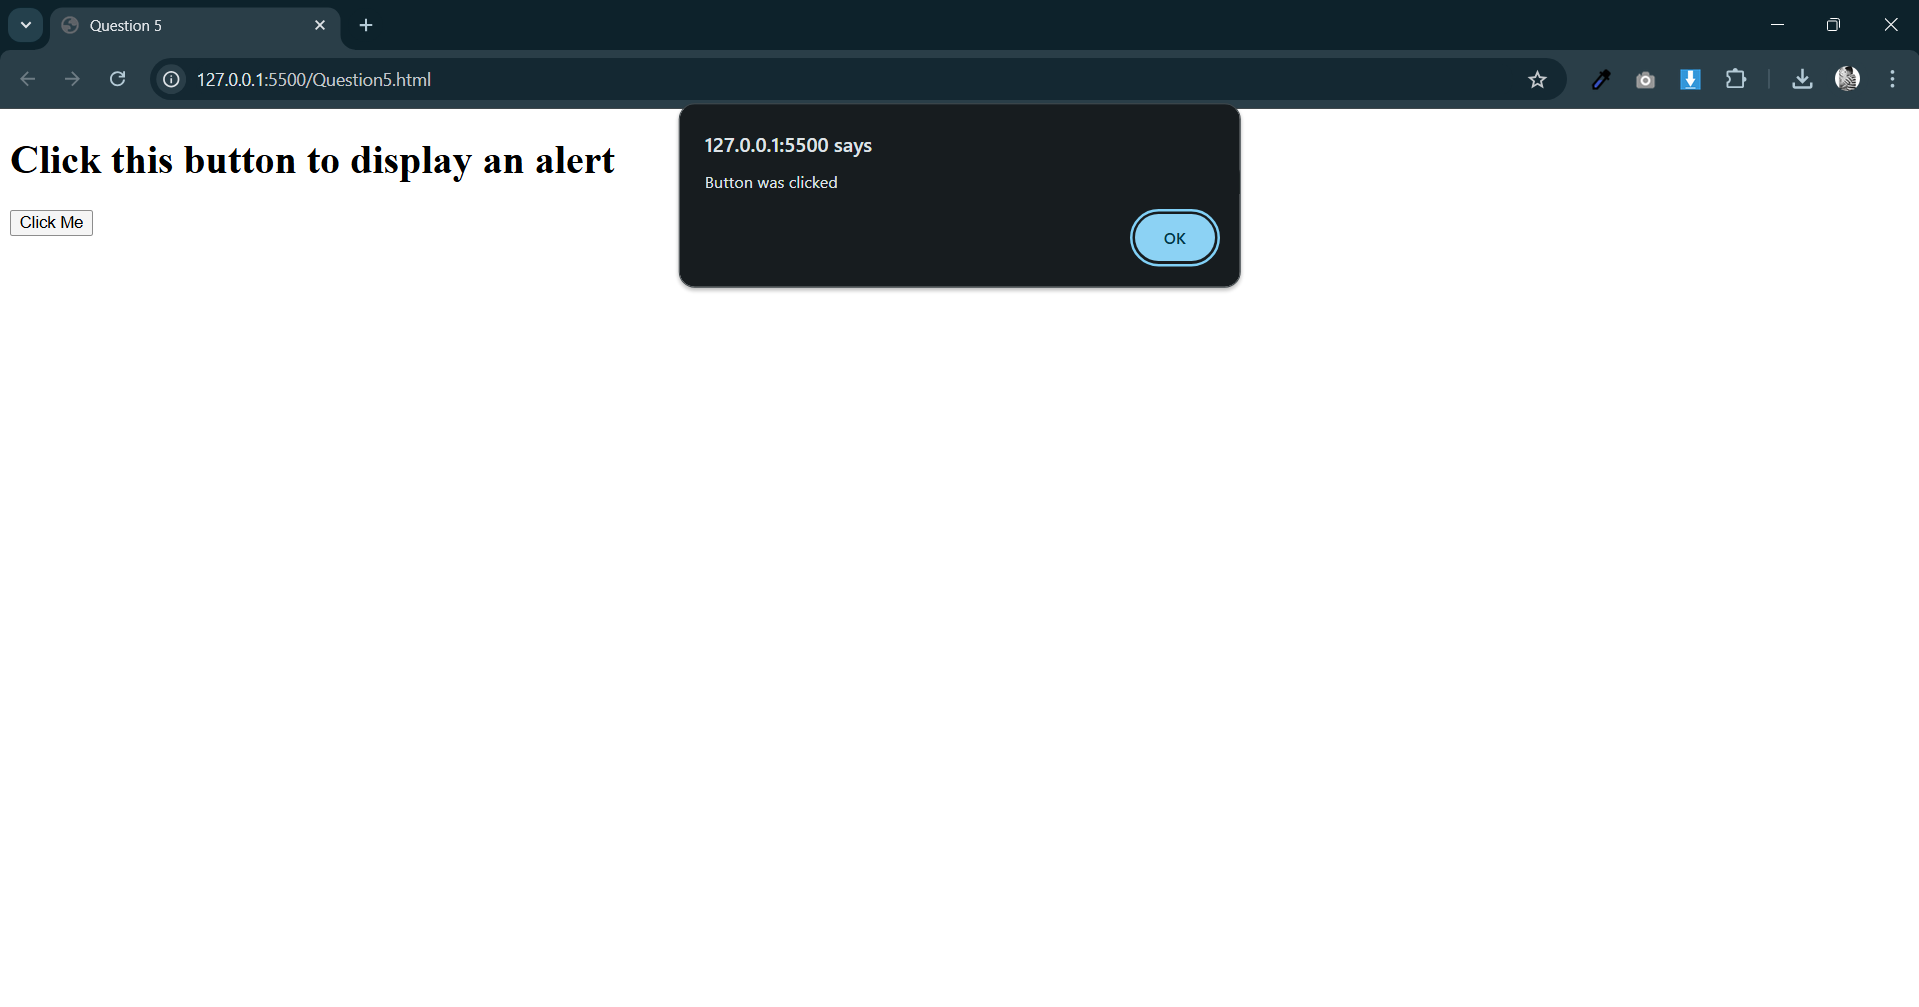 Question 5
127.0.0.1:5500/Question5.html
Click this button to display an alert
Click Me
127.0.0.1:5500 says
Button was clicked
OK